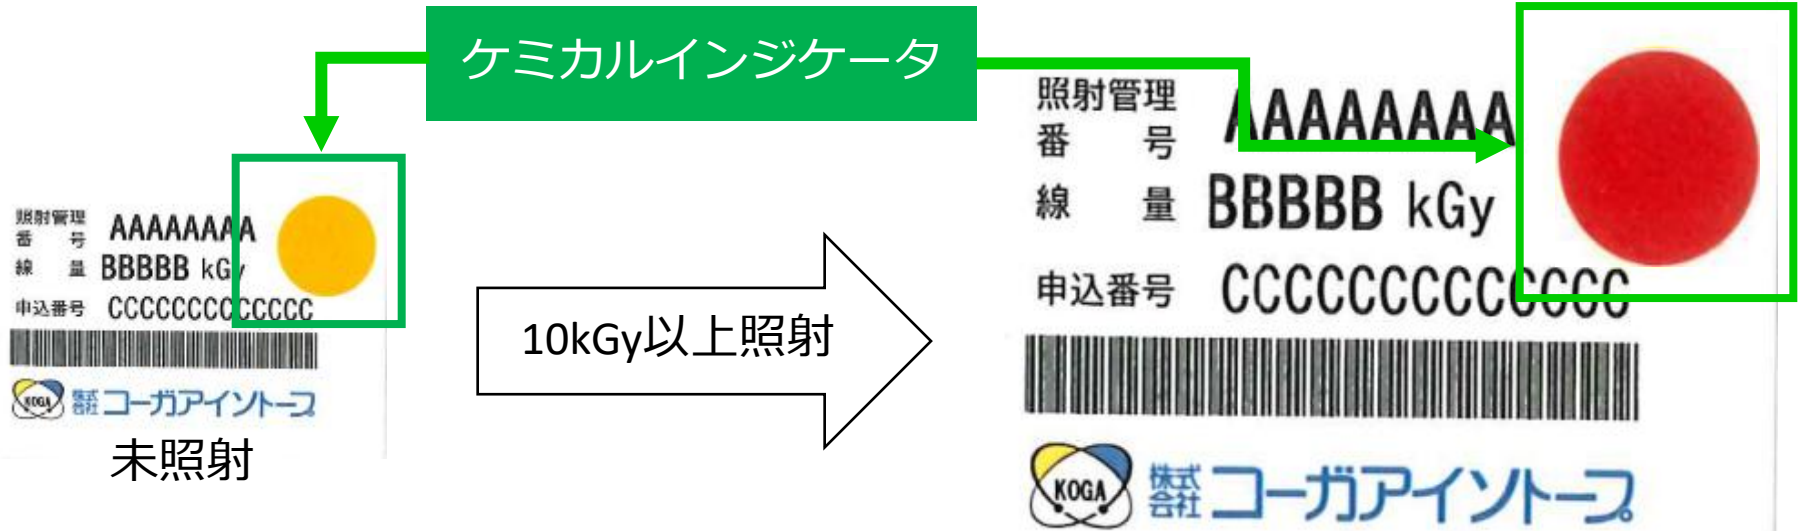 ケミカルインジケータ
照射管理
番 号 AAAAAAAA
線 量 BBBBB kGy
申込番号 CCCCCCCCCCCCC
KOGA 株式会社 コーガアイソトープ
未照射
10kGy以上照射
照射管理
番 号 AAAAAAAA
線 量 BBBBB kGy
申込番号 CCCCCCCCCCCCC
KOGA 株式会社 コーガアイソトープ